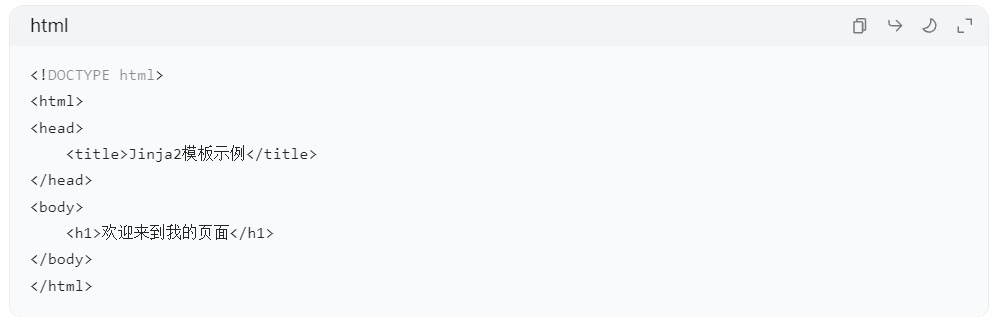 html
<!DOCTYPE html>
<html>
<head>
    <title>Jinja2模板示例</title>
</head>
<body>
    <h1>欢迎来到我的页面</h1>
</body>
</html>